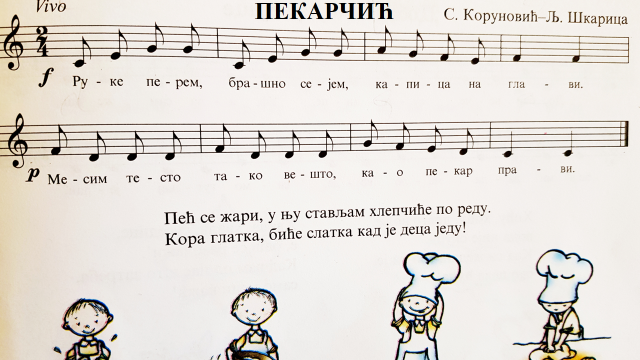 ПЕКАРЧИЋ
Vivo
С. Коруновић–Љ. Шкарица
2
4
f
Ру - ке пе - рем, бра - шно се - јем, ка - пи - ца на гла - ви.
p
Ме - сим те - сто та - ко ве - што, ка - о пе - кар пра - ви.
Пећ се жари, у њу стављам хлепчиће по реду.
Кора глатка, биће слатка кад је деца једу!